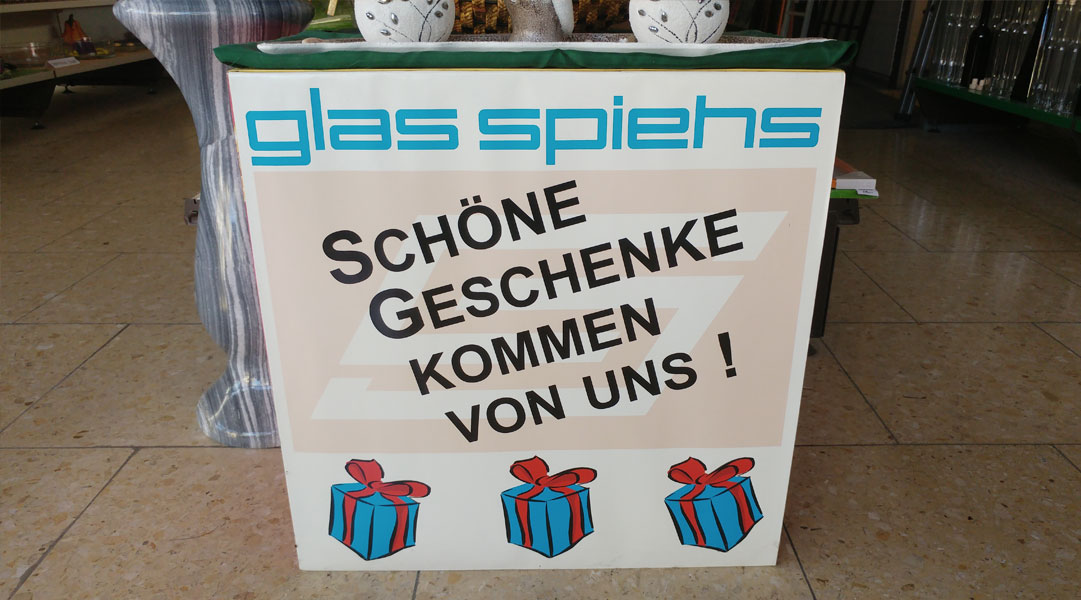 glas spiehs
SCHÖNE
GESCHENKE
KOMMEN
VON UNS !